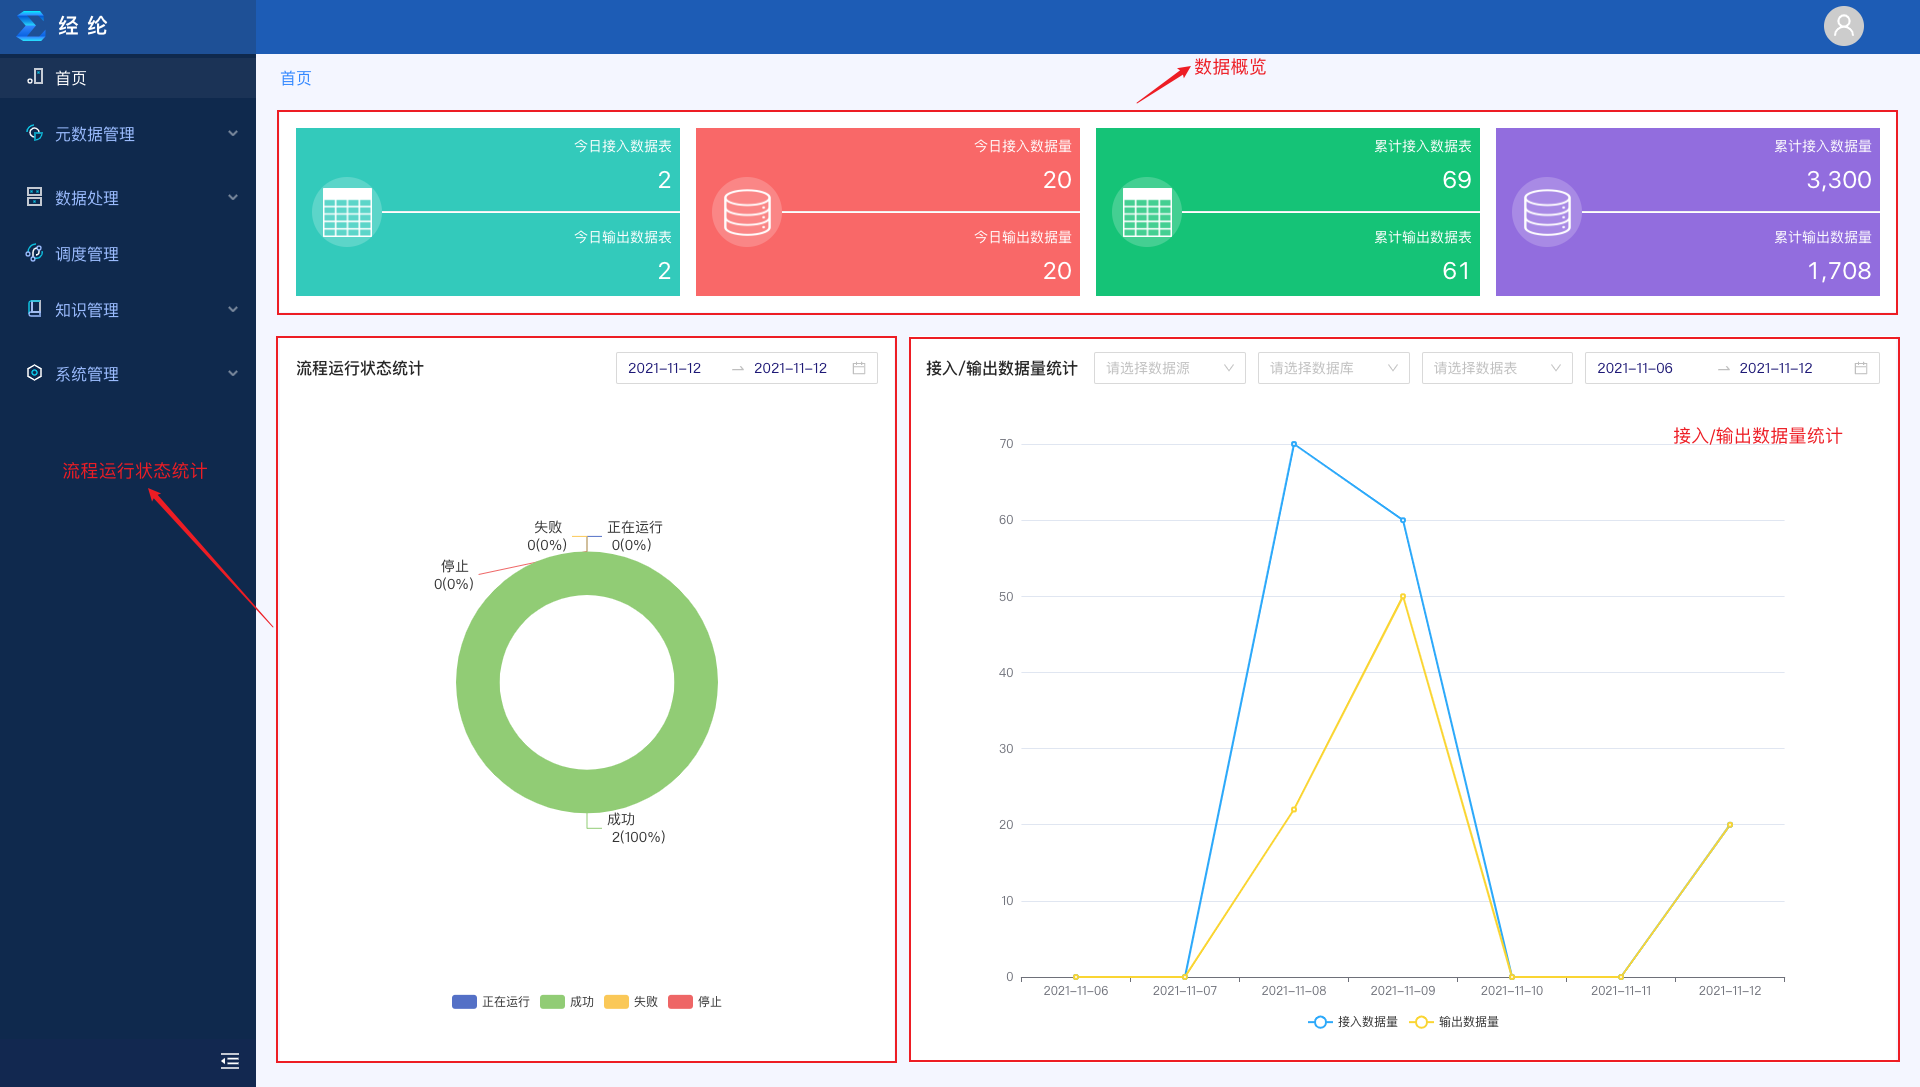 经 纶
首页
元数据管理
数据处理
调度管理
知识管理
系统管理
流程运行状态统计
首页
数据概览
今日接入数据表
2
今日输出数据表
2
今日接入数据量
20
今日输出数据量
20
累计接入数据表
69
累计输出数据表
61
累计接入数据量
3,300
累计输出数据量
1,708
流程运行状态统计
2021-11-12 → 2021-11-12
失败
0(0%)
正在运行
0(0%)
停止
0(0%)
成功
2(100%)
正在运行 成功 失败 停止
接入/输出数据量统计 请选择数据源 请选择数据库 请选择数据表 2021-11-06 → 2021-11-12
接入/输出数据量统计
70
60
50
40
30
20
10
0
2021-11-06 2021-11-07 2021-11-08 2021-11-09 2021-11-10 2021-11-11 2021-11-12
接入数据量 输出数据量